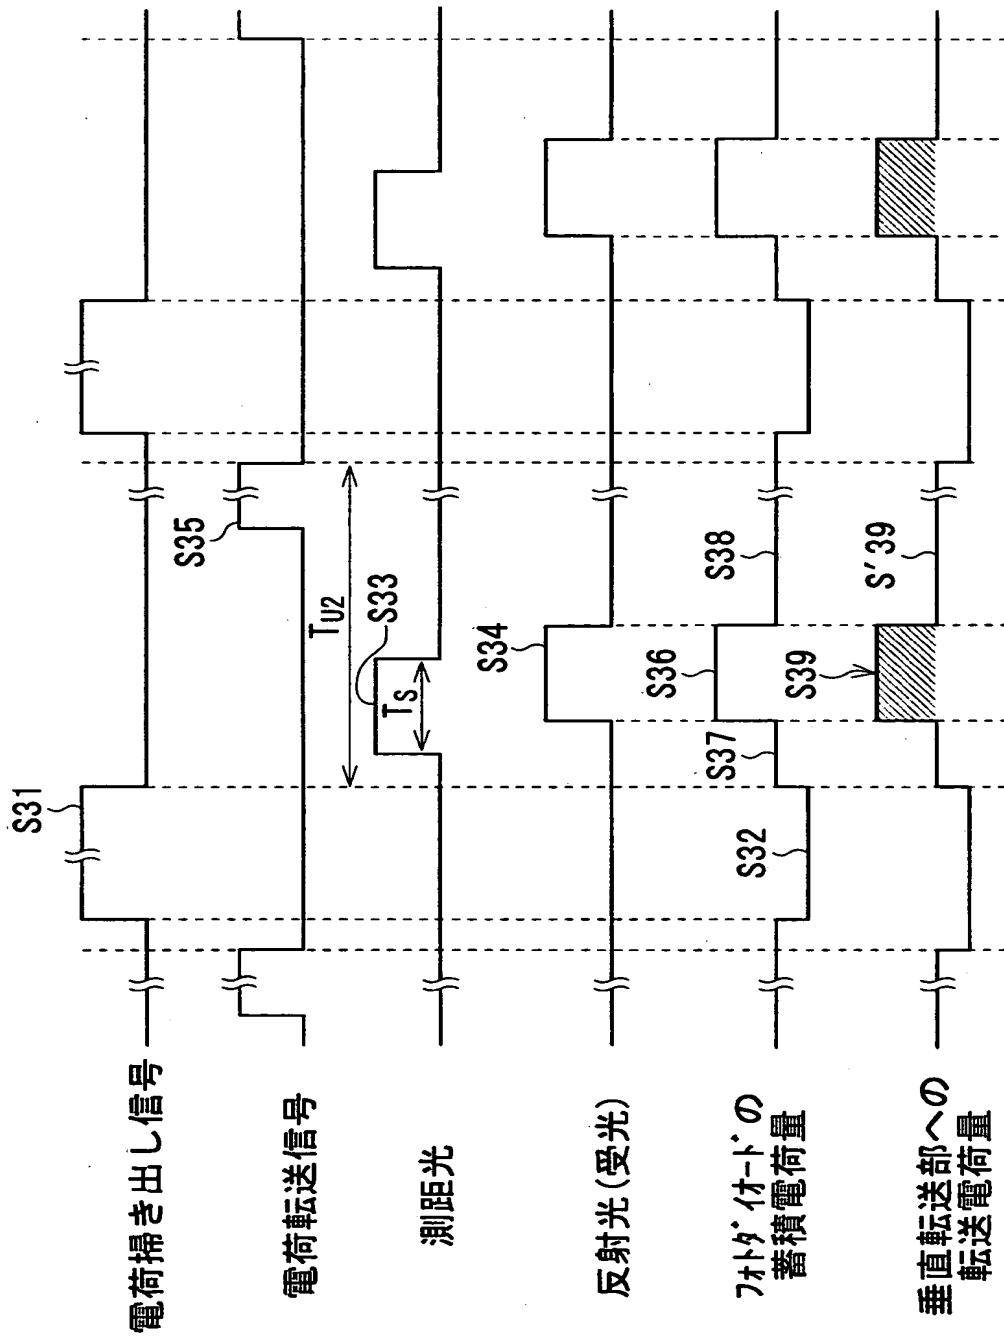 電荷掃き出し信号
S31
電荷転送信号
S35
TU2
測距光
S33
TS
反射光(受光)
S34
フォトダイオードの
蓄積電荷量
S32
S37
S36
S38
垂直転送部への
転送電荷量
S39
S'39